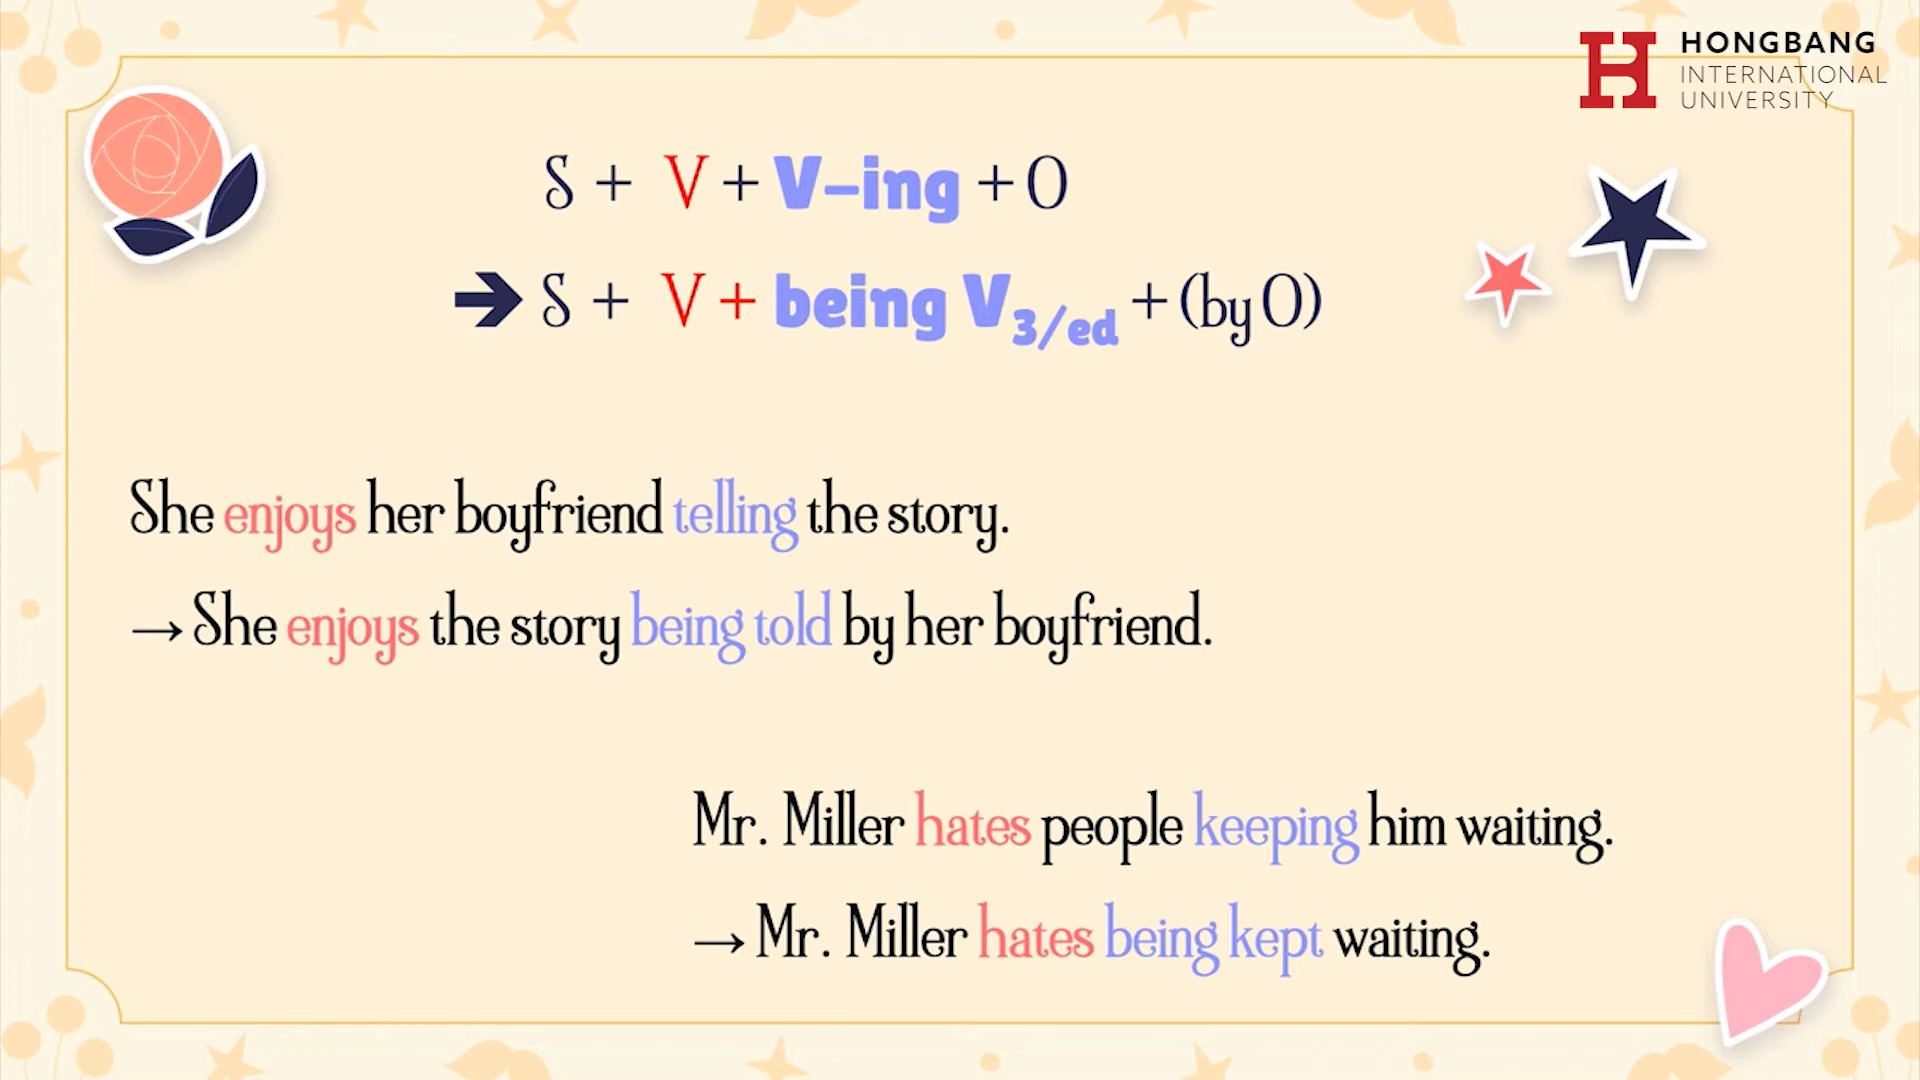 HONGBANG
INTERNATIONAL
UNIVERSITY
S + V + V-ing + O
➔ S + V + being V3/ed + (by O)
She enjoys her boyfriend telling the story.
→ She enjoys the story being told by her boyfriend.
Mr. Miller hates people keeping him waiting.
→ Mr. Miller hates being kept waiting.